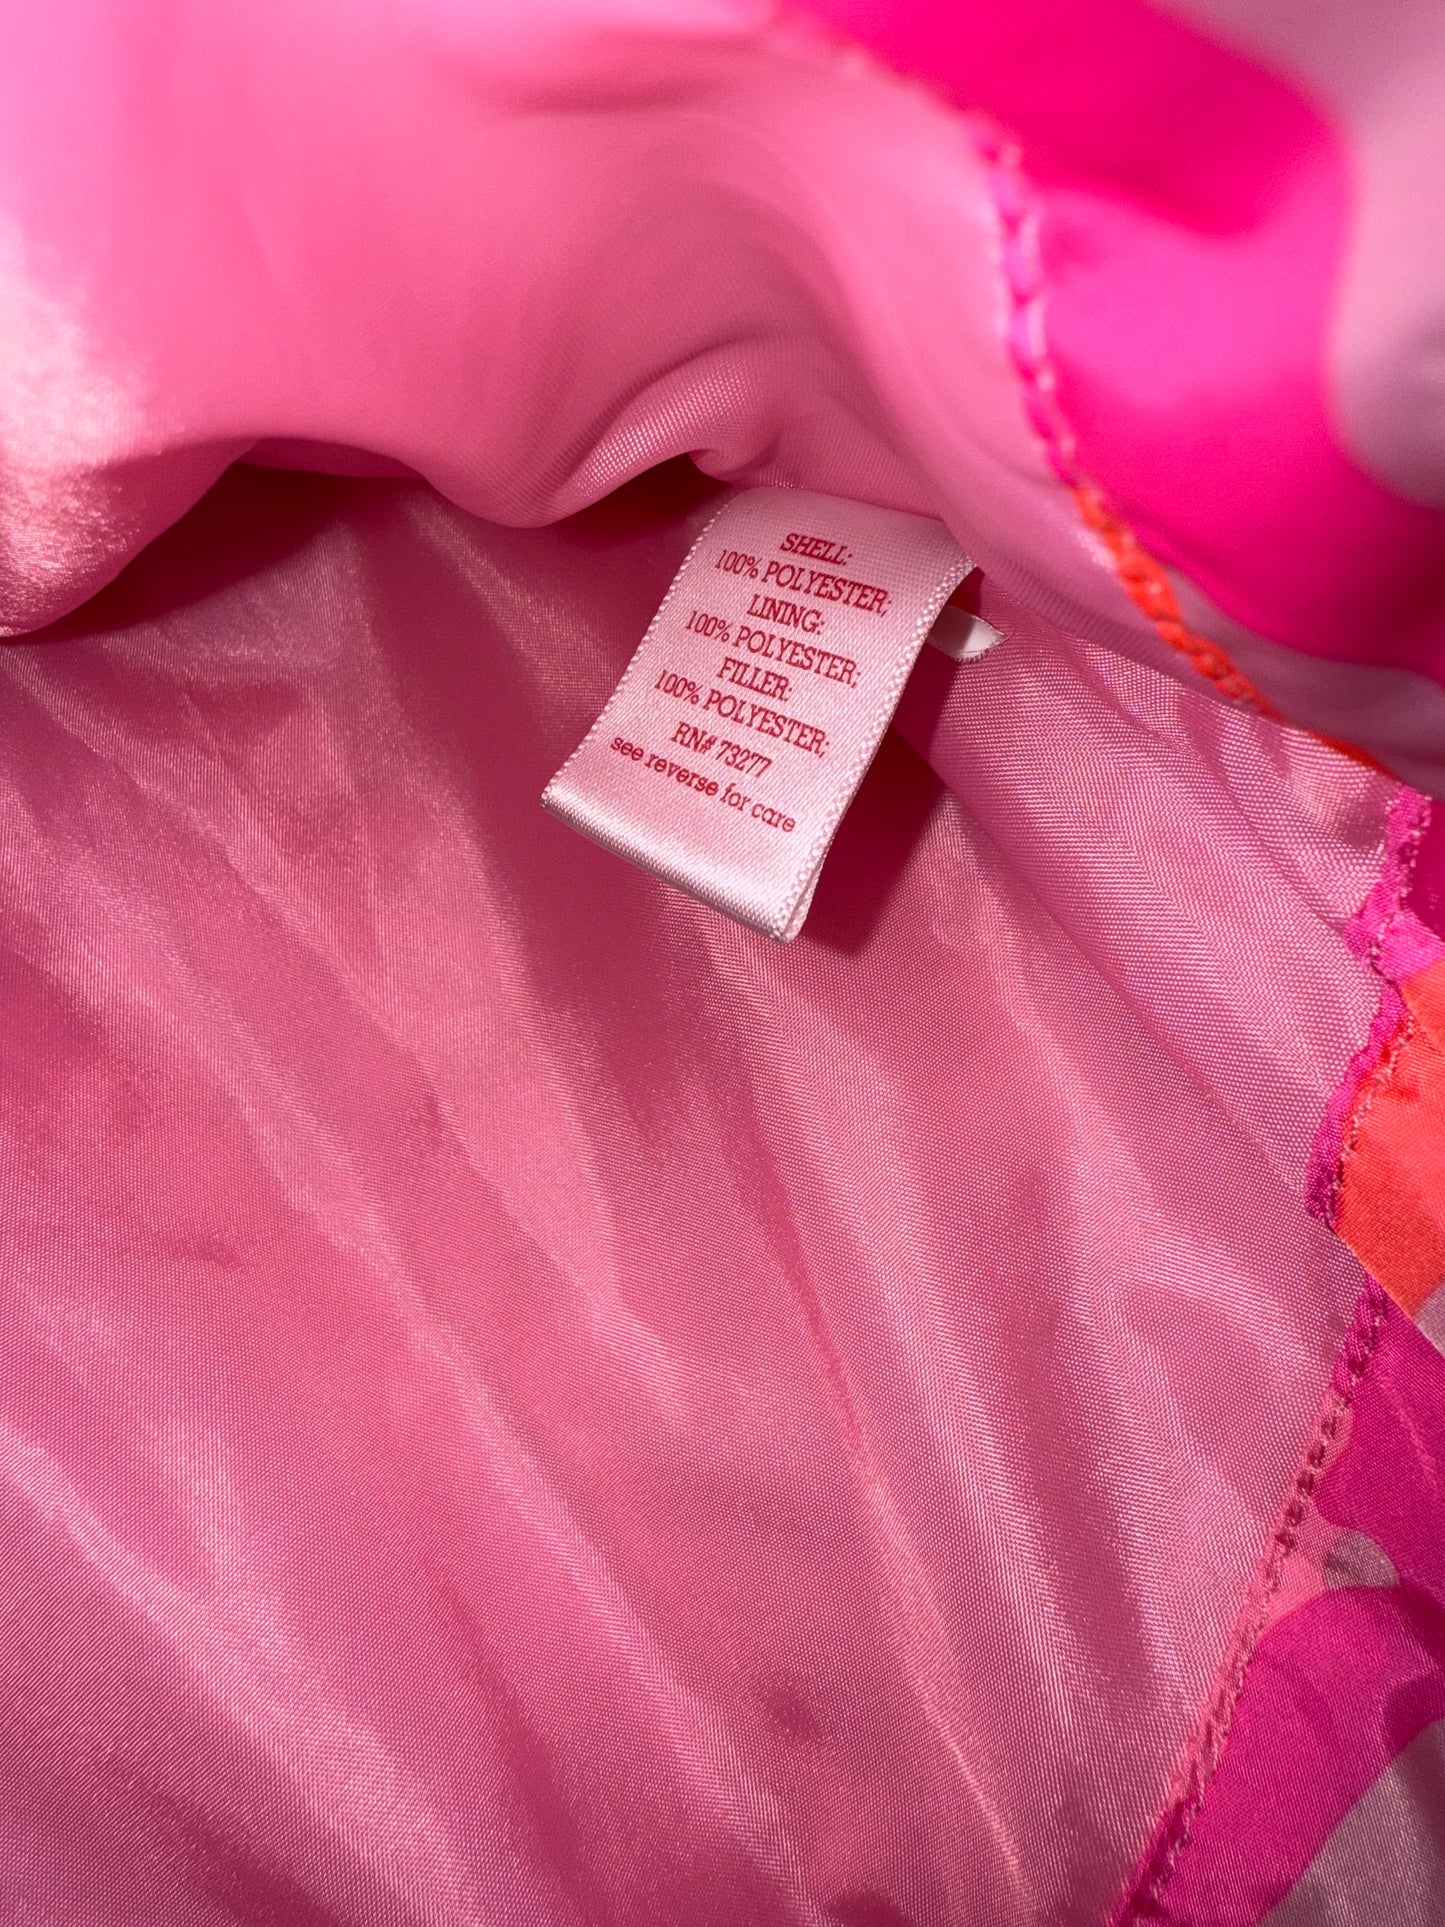 SHELL:
100% POLYESTER;
LINING:
100% POLYESTER;
FILLER:
100% POLYESTER;
RN# 73277
see reverse for care